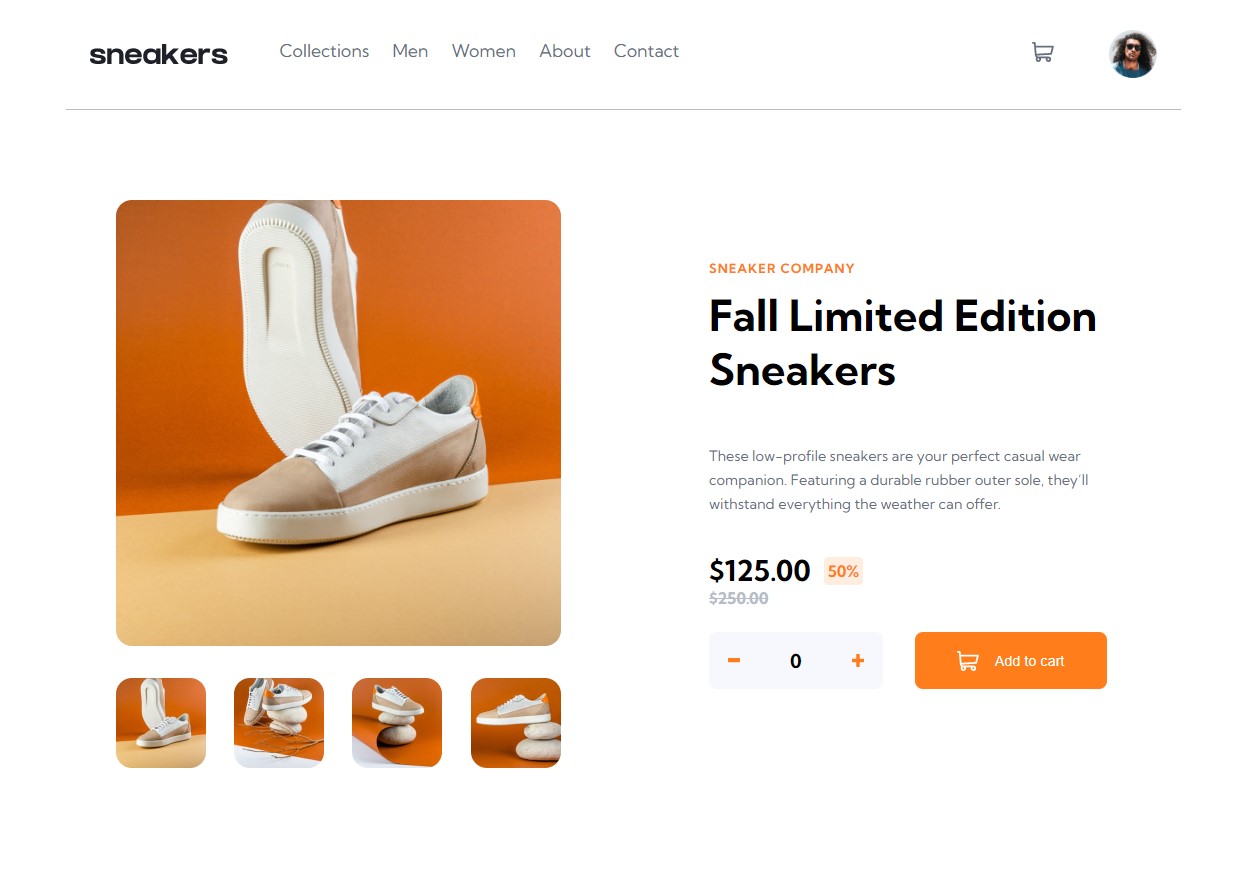 sneakers
Collections Men Women About Contact
SNEAKER COMPANY
Fall Limited Edition
Sneakers
These low-profile sneakers are your perfect casual wear
companion. Featuring a durable rubber outer sole, they’ll
withstand everything the weather can offer.
$125.00 50%
$250.00
0
Add to cart